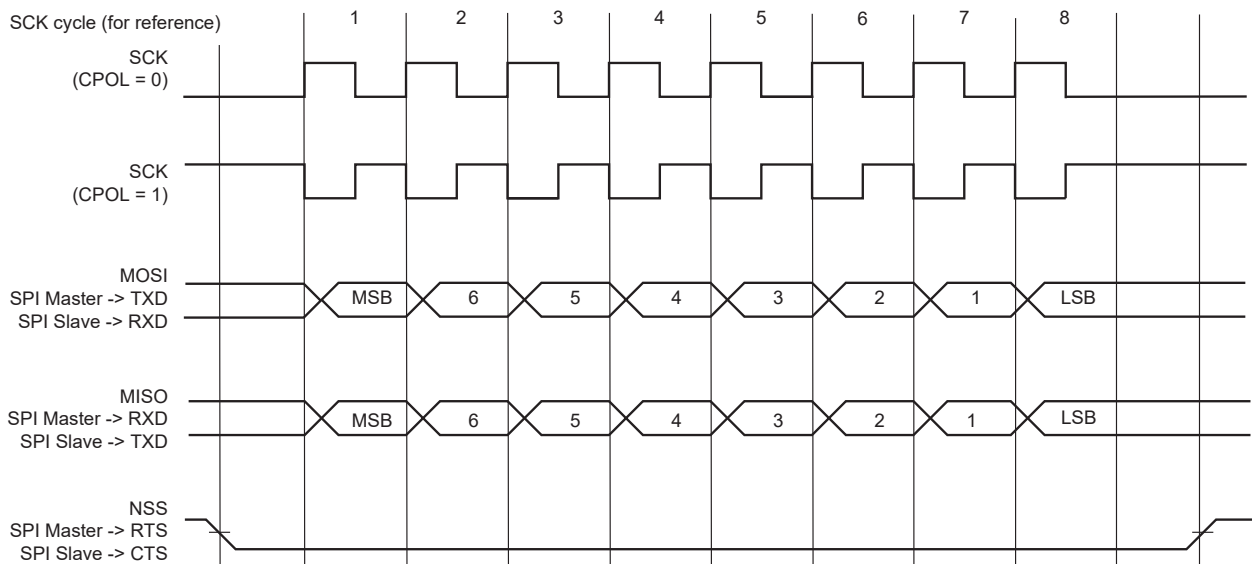 SCK cycle (for reference)
1 2 3 4 5 6 7 8
SCK
(CPOL = 0)
SCK
(CPOL = 1)
MOSI
SPI Master -> TXD
SPI Slave -> RXD
MSB 6 5 4 3 2 1 LSB
MISO
SPI Master -> RXD
SPI Slave -> TXD
MSB 6 5 4 3 2 1 LSB
NSS
SPI Master -> RTS
SPI Slave -> CTS